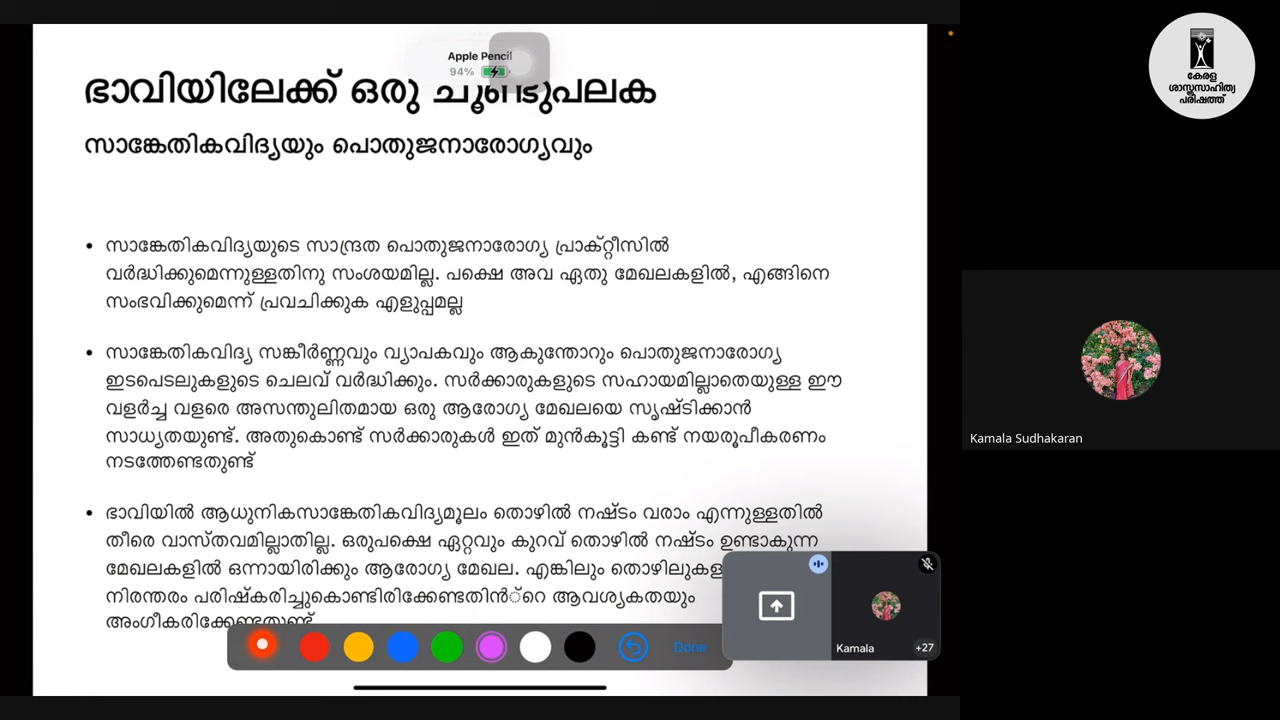 Apple Pencil
94%
ഭാവിയിലേക്ക് ഒരു ചൂണ്ടുപലക
സാങ്കേതികവിദ്യയും പൊതുജനാരോഗ്യവും
• സാങ്കേതികവിദ്യയുടെ സാന്ദ്രത പൊതുജനാരോഗ്യ പ്രാക്റ്റീസിൽ
വർദ്ധിക്കുമെന്നുള്ളതിനു സംശയമില്ല. പക്ഷെ അവ ഏതു മേഖലകളിൽ, എങ്ങിനെ
സംഭവിക്കുമെന്ന് പ്രവചിക്കുക എളുപ്പമല്ല
• സാങ്കേതികവിദ്യ സങ്കീർണ്ണവും വ്യാപകവും ആകുന്തോറും പൊതുജനാരോഗ്യ
ഇടപെടലുകളുടെ ചെലവ് വർദ്ധിക്കും. സർക്കാരുകളുടെ സഹായമില്ലാതെയുള്ള ഈ
വളർച്ച വളരെ അസന്തുലിതമായ ഒരു ആരോഗ്യ മേഖലയെ സൃഷ്ടിക്കാൻ
സാധ്യതയുണ്ട്. അതുകൊണ്ട് സർക്കാരുകൾ ഇത് മുൻകൂട്ടി കണ്ട് നയരൂപീകരണം
നടത്തേണ്ടതുണ്ട്
• ഭാവിയിൽ ആധുനികസാങ്കേതികവിദ്യമൂലം തൊഴിൽ നഷ്ടം വരാം എന്നുള്ളതിൽ
തീരെ വാസ്തവമില്ലാതില്ല. ഒരുപക്ഷെ ഏറ്റവും കുറവ് തൊഴിൽ നഷ്ടം ഉണ്ടാകുന്ന
മേഖലകളിൽ ഒന്നായിരിക്കും ആരോഗ്യ മേഖല. എങ്കിലും തൊഴിലുകള
നിരന്തരം പരിഷ്കരിച്ചുകൊണ്ടിരിക്കേണ്ടതിൻ്റെ ആവശ്യകതയും
അംഗീകരിക്കേണ്ടതുണ്ട്
Done
Kamala
+27
കേരള
ശാസ്ത്രസാഹിത്യ
പരിഷത്ത്
Kamala Sudhakaran